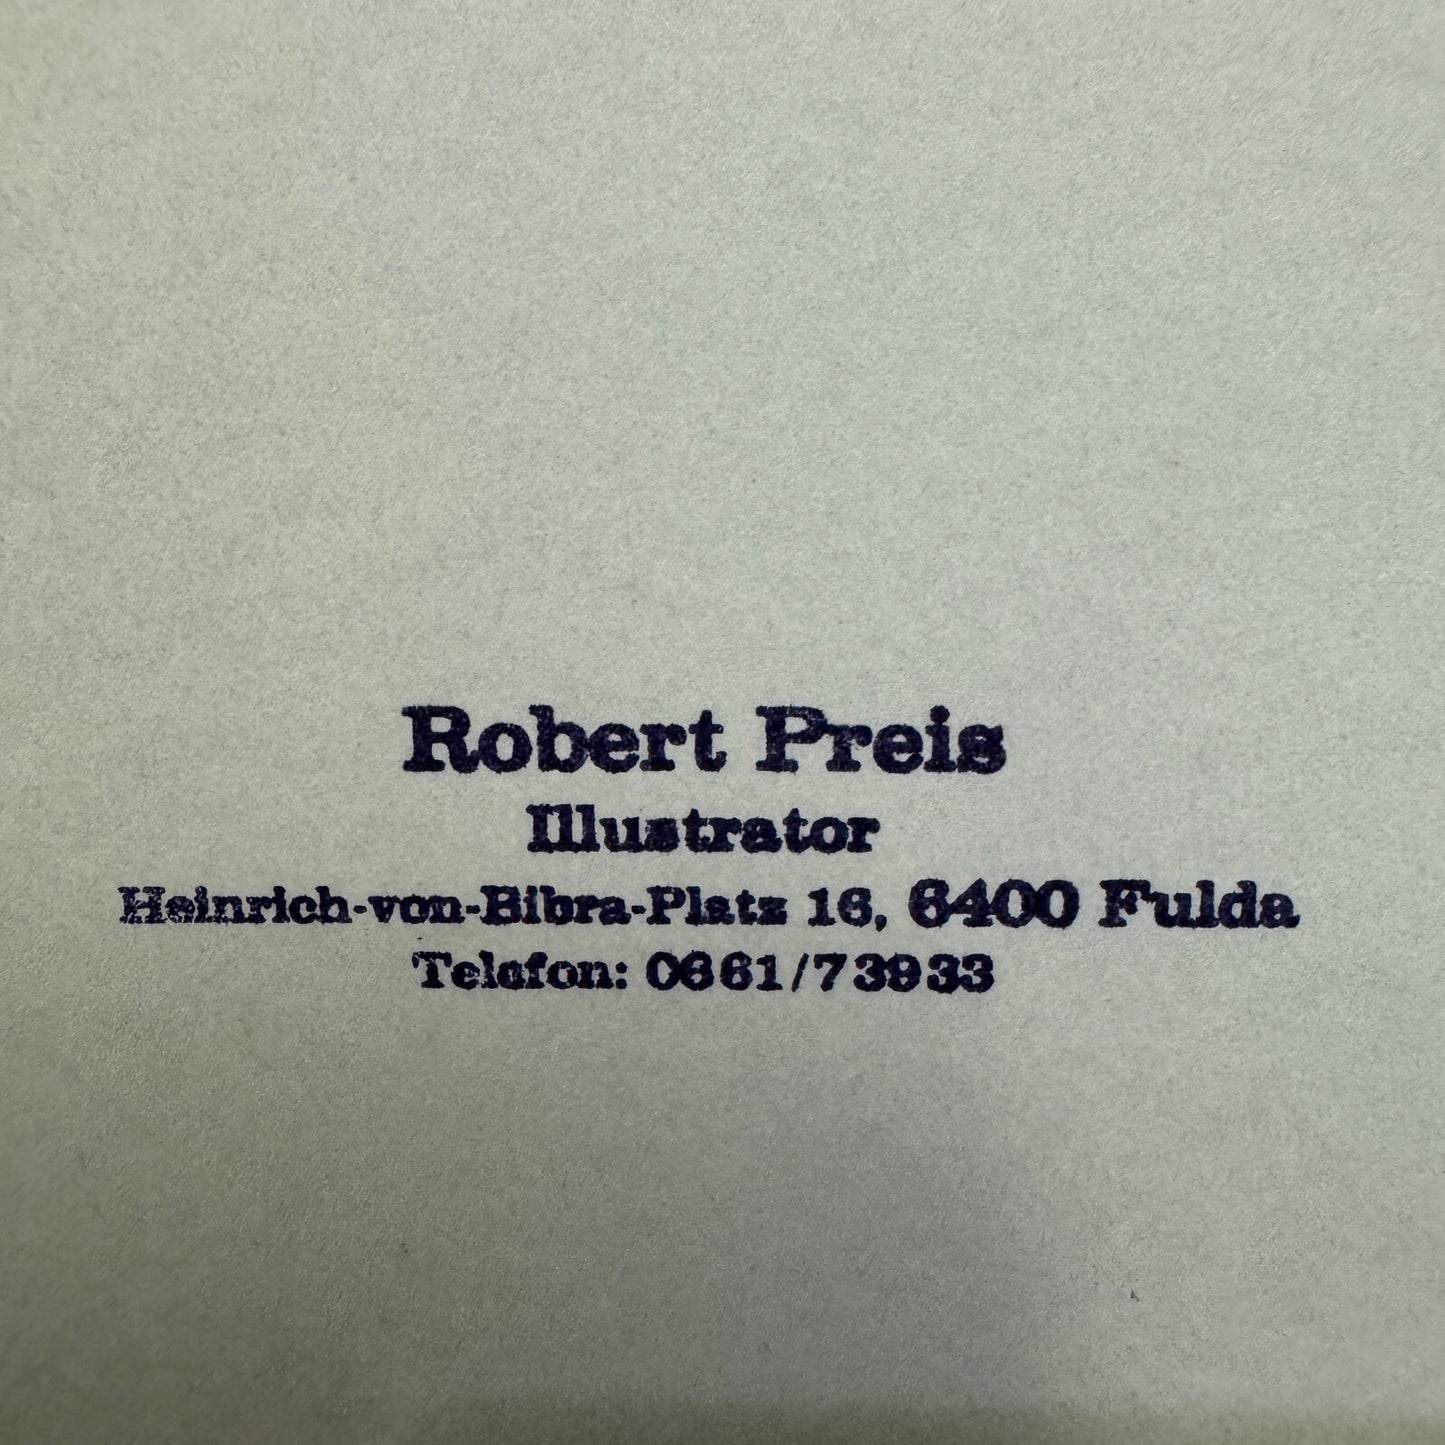 Robert Preis
Illustrator
Heinrich-von-Bibra-Platz 16, 6400 Fulda
Telefon: 0661/73933